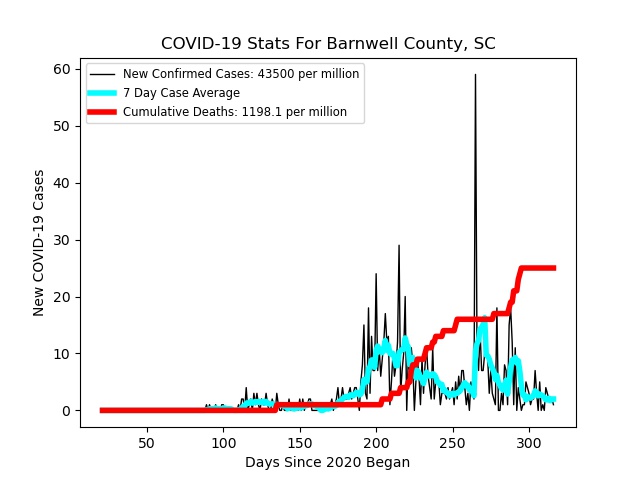 COVID-19 Stats For Barnwell County, SC
New Confirmed Cases: 43500 per million
7 Day Case Average
Cumulative Deaths: 1198.1 per million
New COVID-19 Cases
60
50
40
30
20
10
0
50 100 150 200 250 300
Days Since 2020 Began